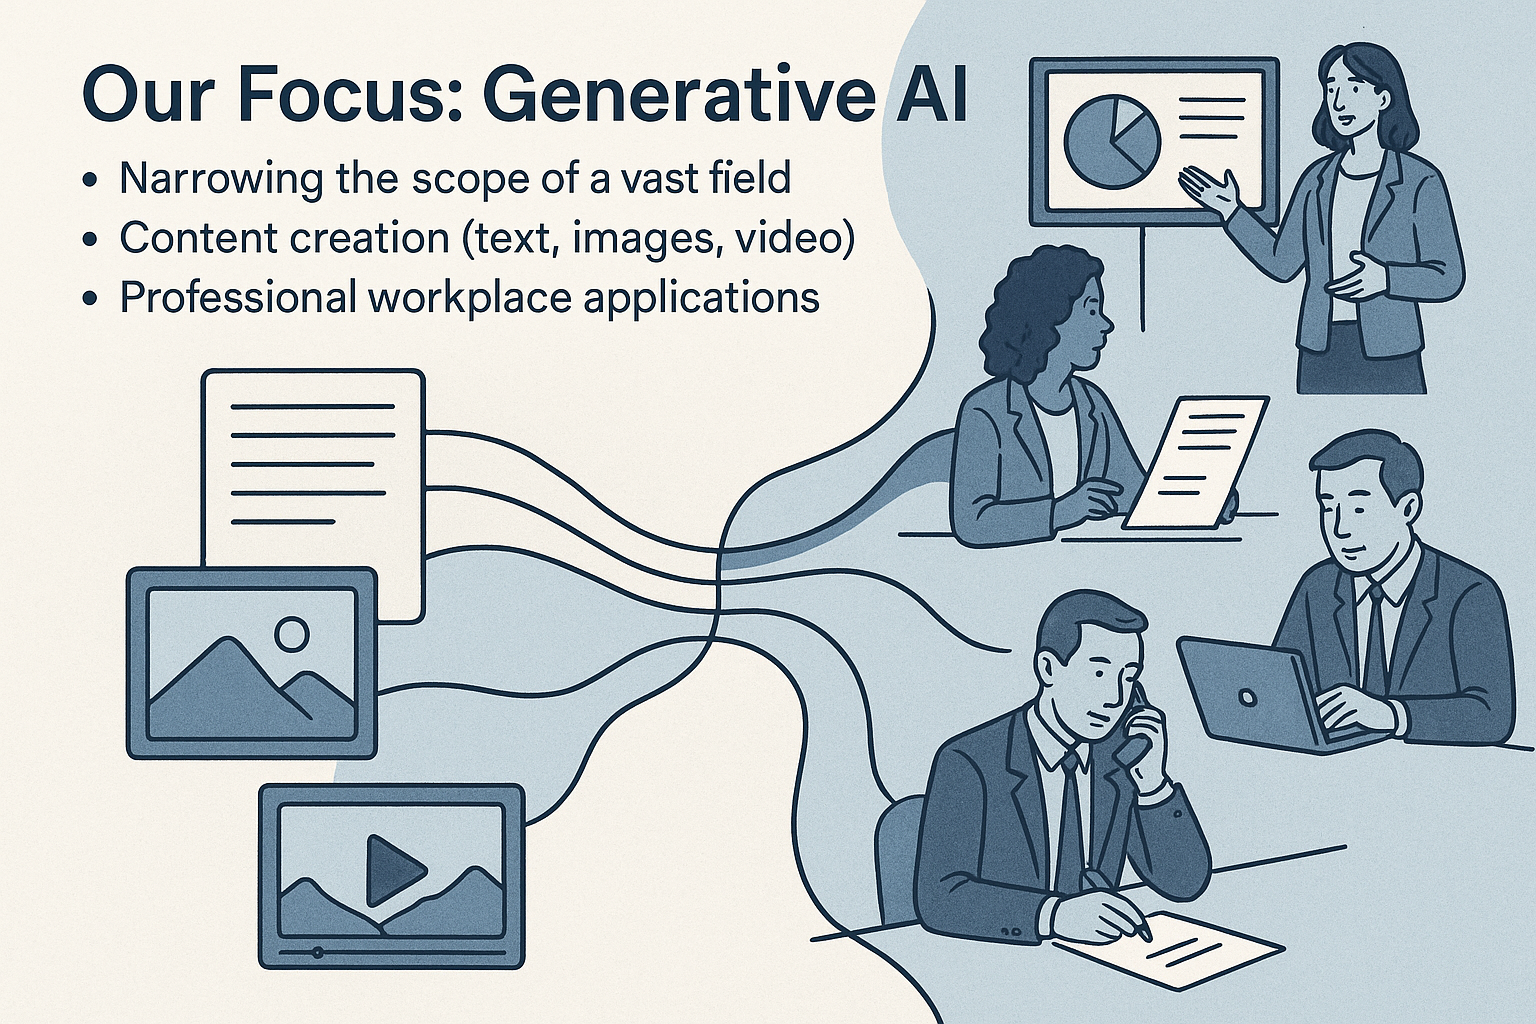 Our Focus: Generative AI
• Narrowing the scope of a vast field
• Content creation (text, images, video)
• Professional workplace applications